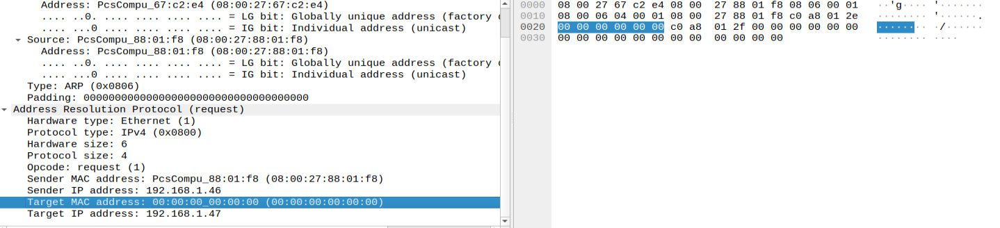 Address: PcsCompu_67:c2:e4 (08:00:27:67:c2:e4)
.... ..0. .... .... .... .... = LG bit: Globally unique address (factory d
.... ...0 .... .... .... .... = IG bit: Individual address (unicast)
Source: PcsCompu_88:01:f8 (08:00:27:88:01:f8)
Address: PcsCompu_88:01:f8 (08:00:27:88:01:f8)
.... ..0. .... .... .... .... = LG bit: Globally unique address (factory d
.... ...0 .... .... .... .... = IG bit: Individual address (unicast)
Type: ARP (0x0806)
Padding: 000000000000000000000000000000000000
Address Resolution Protocol (request)
Hardware type: Ethernet (1)
Protocol type: IPv4 (0x0800)
Hardware size: 6
Protocol size: 4
Opcode: request (1)
Sender MAC address: PcsCompu_88:01:f8 (08:00:27:88:01:f8)
Sender IP address: 192.168.1.46
Target MAC address: 00:00:00_00:00:00 (00:00:00:00:00:00)
Target IP address: 192.168.1.47
0000 08 00 27 67 c2 e4 08 00 27 88 01 f8 08 06 00 01 ··'g···· '·······
0010 08 00 06 04 00 01 08 00 27 88 01 f8 c0 a8 01 2e ········ '······.
0020 00 00 00 00 00 00 c0 a8 01 2f 00 00 00 00 00 00 ········ ·/······
0030 00 00 00 00 00 00 00 00 00 00 00 00 ········ ····